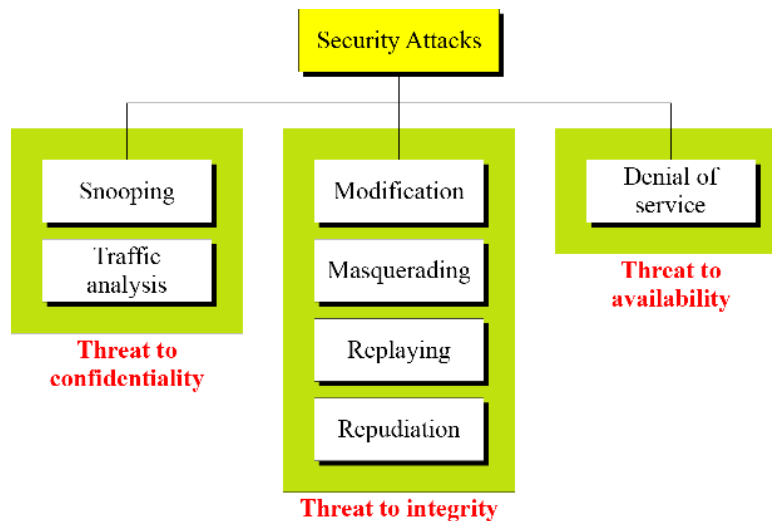 Security Attacks
Snooping
Traffic
analysis
Threat to
confidentiality
Modification
Masquerading
Replaying
Repudiation
Threat to integrity
Denial of
service
Threat to
availability